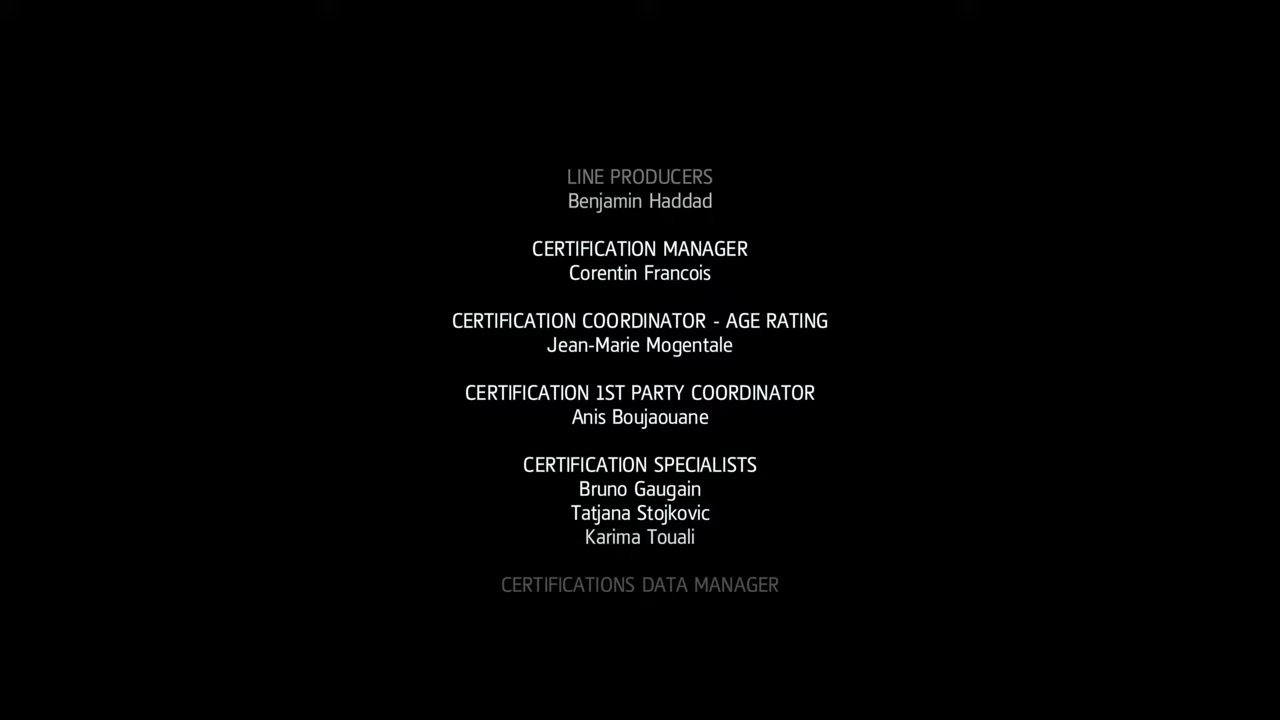 LINE PRODUCERS
Benjamin Haddad
CERTIFICATION MANAGER
Corentin Francois
CERTIFICATION COORDINATOR - AGE RATING
Jean-Marie Mogentale
CERTIFICATION 1ST PARTY COORDINATOR
Anis Boujaouane
CERTIFICATION SPECIALISTS
Bruno Gaugain
Tatjana Stojkovic
Karima Touali
CERTIFICATIONS DATA MANAGER